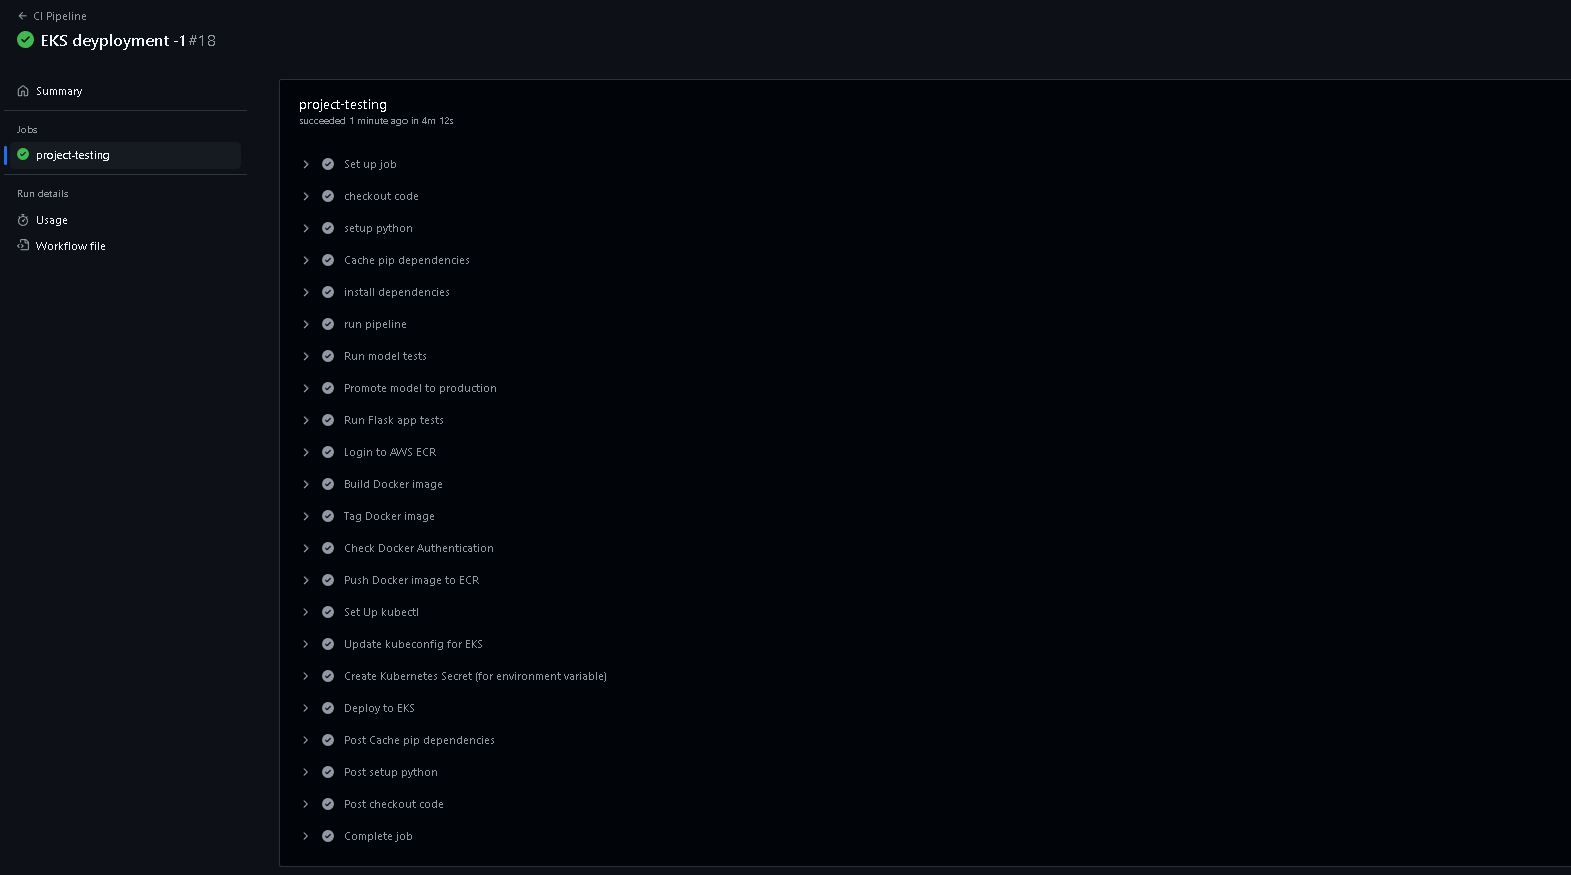 CI Pipeline
EKS deyployment -1 #18
Summary
Jobs
project-testing
Run details
Usage
Workflow file
project-testing
succeeded 1 minute ago in 4m 12s
Set up job
checkout code
setup python
Cache pip dependencies
install dependencies
run pipeline
Run model tests
Promote model to production
Run Flask app tests
Login to AWS ECR
Build Docker image
Tag Docker image
Check Docker Authentication
Push Docker image to ECR
Set Up kubectl
Update kubeconfig for EKS
Create Kubernetes Secret (for environment variable)
Deploy to EKS
Post Cache pip dependencies
Post setup python
Post checkout code
Complete job